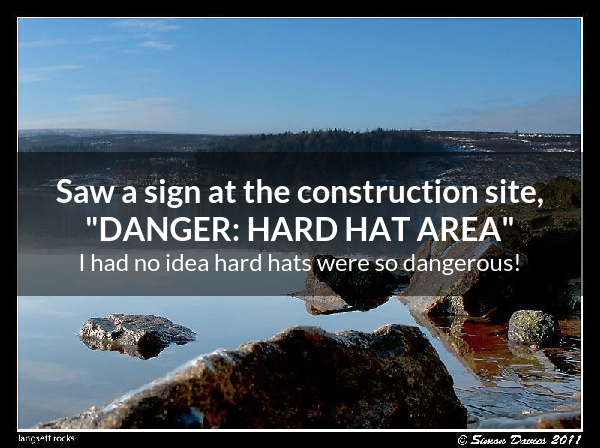 Saw a sign at the construction site,
"DANGER: HARD HAT AREA"
I had no idea hard hats were so dangerous!
langsett rocks
© Simon Davies 2011